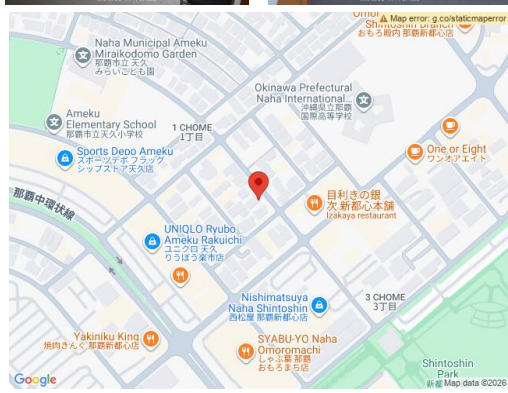 Map error: g.co/staticmaperror
Omor
Shintoshin Branch
おもろ殿内 那覇新都心店
Naha Municipal Ameku
Miraikodomo Garden
那覇市立 天久
みらいこども園
Okinawa Prefectural
Naha International...
沖縄県立那覇
国際高等学校
Ameku
Elementary School
那覇市立天久小学校
1 CHOME
1丁目
One or Eight
ワンオアエイト
Sports Depo Ameku
スポーツデポ フラッグ
シップストア天久店
那覇中環状線
目利きの銀
次 新都心本舗
Izakaya restaurant
UNIQLO Ryubo
Ameku Rakuichi
ユニクロ 天久
りうぼう楽市店
Nishimatsuya
Naha Shintoshin
西松屋 那覇新都心店
3 CHOME
3丁目
Yakiniku King
焼肉きんぐ 那覇新都心店
SYABU-YO Naha
Omoromachi
しゃぶ葉 那覇
おもろまち店
Shintoshin
Park
新都
Google
Map data ©2026